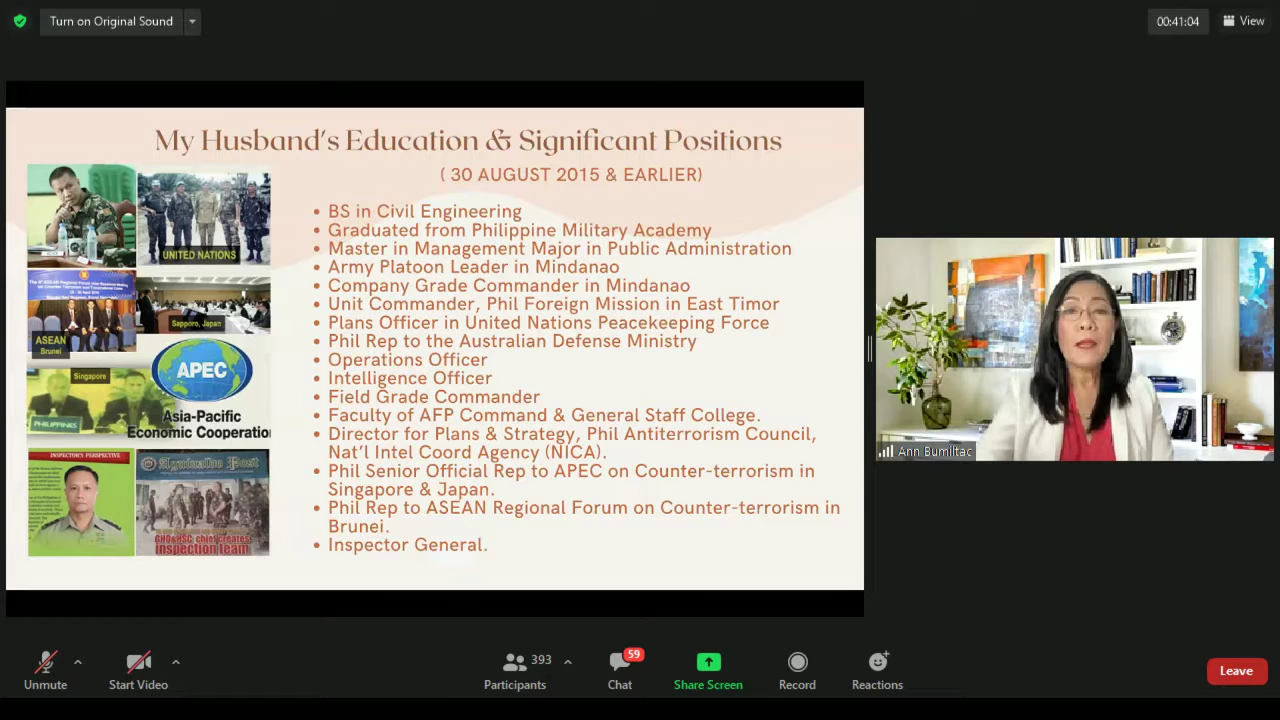 Turn on Original Sound
00:41:04
View
My Husband's Education & Significant Positions
( 30 AUGUST 2015 & EARLIER)
• BS in Civil Engineering
• Graduated from Philippine Military Academy
• Master in Management Major in Public Administration
• Army Platoon Leader in Mindanao
• Company Grade Commander in Mindanao
• Unit Commander, Phil Foreign Mission in East Timor
• Plans Officer in United Nations Peacekeeping Force
• Phil Rep to the Australian Defense Ministry
• Operations Officer
• Intelligence Officer
• Field Grade Commander
• Faculty of AFP Command & General Staff College.
• Director for Plans & Strategy, Phil Antiterrorism Council,
Nat'l Intel Coord Agency (NICA).
• Phil Senior Official Rep to APEC on Counter-terrorism in
Singapore & Japan.
• Phil Rep to ASEAN Regional Forum on Counter-terrorism in
Brunei.
• Inspector General.
UNITED NATIONS
ASEAN
Brunei
Sapporo, Japan
Singapore
PHILIPPINES
APEC
Asia-Pacific
Economic Cooperation
INSPECTOR'S PERSPECTIVE
Aguinaldo Post
GHQ&HSC chief creates
inspection team
Ann Bumiltac
Unmute
Start Video
393
Participants
59
Chat
Share Screen
Record
Reactions
Leave